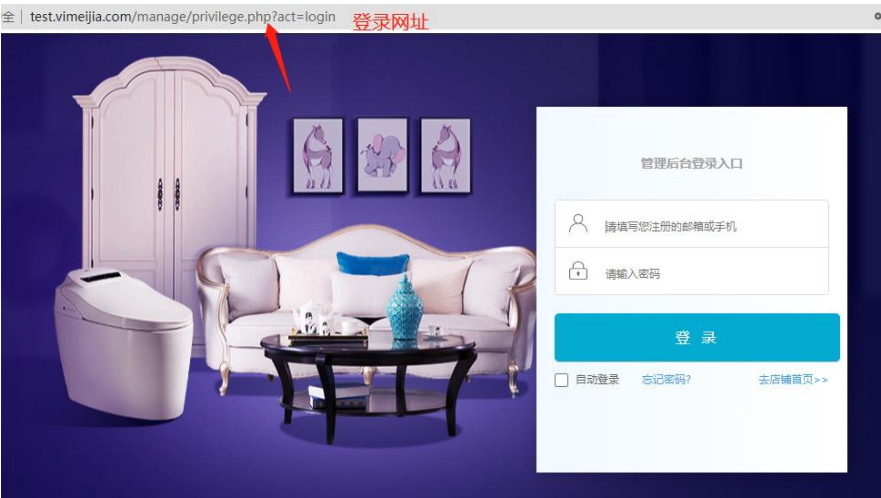 全 | test.vimeijia.com/manage/privilege.php?act=login 登录网址
管理后台登录入口
请填写您注册的邮箱或手机
请输入密码
登 录
自动登录 忘记密码? 去店铺首页>>